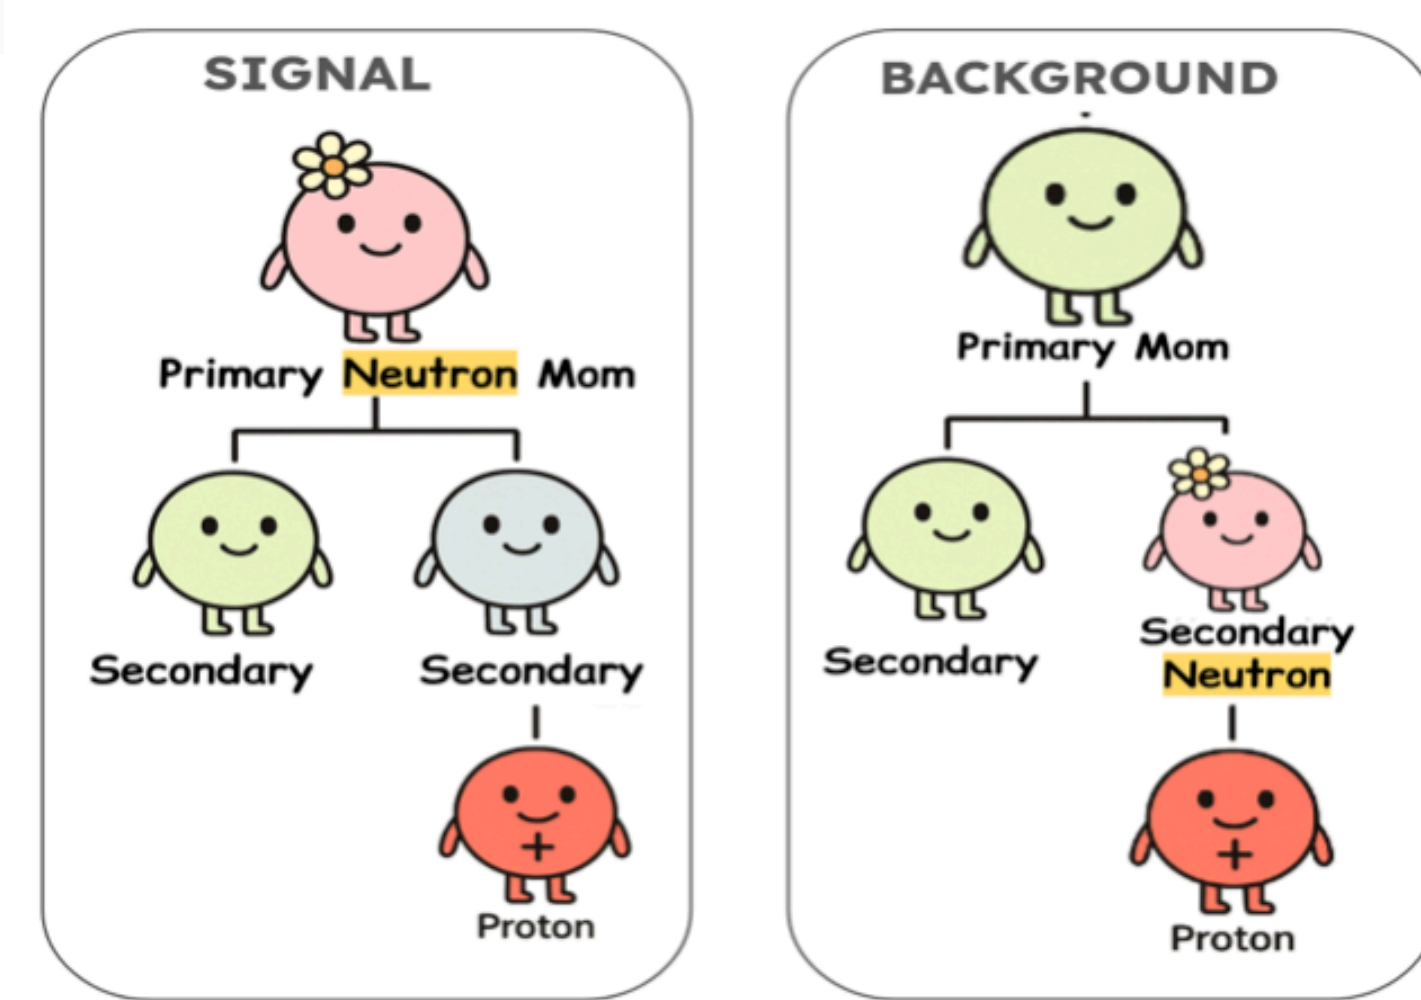 SIGNAL
Primary Neutron Mom
Secondary
Secondary
+
Proton
BACKGROUND
Primary Mom
Secondary
Secondary
Neutron
+
Proton